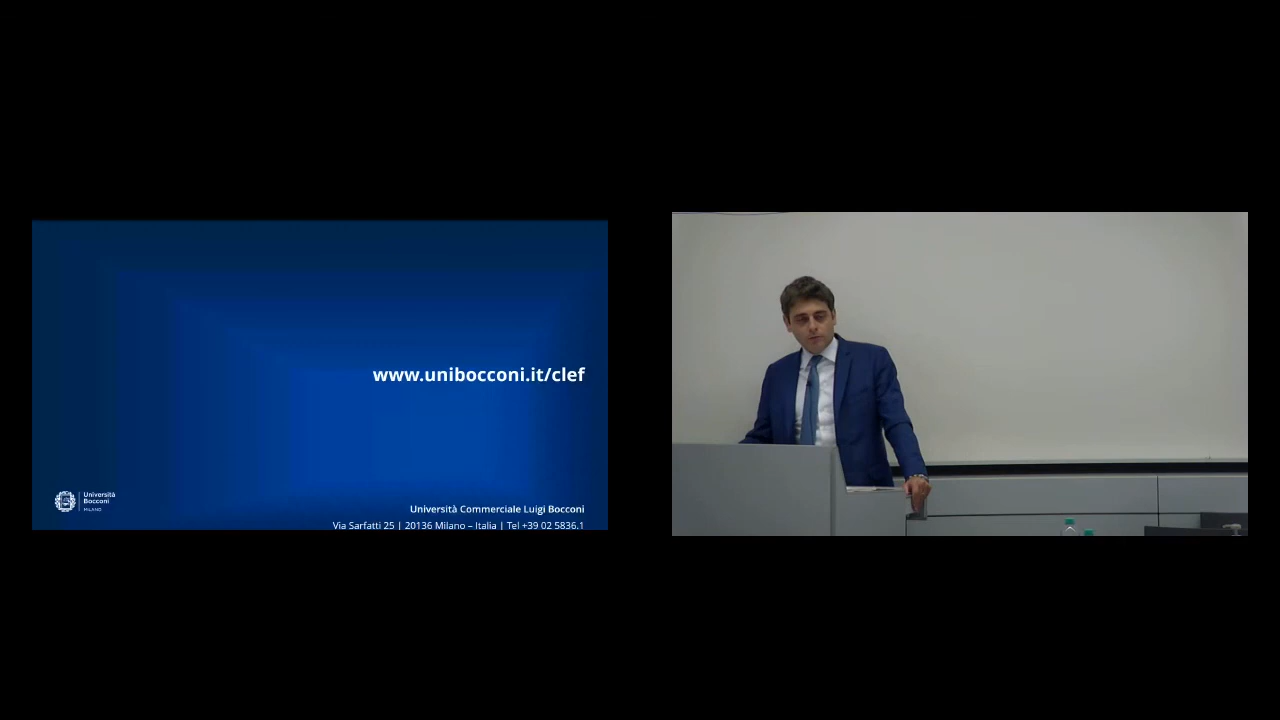 www.unibocconi.it/clef
Università
Bocconi
MILANO
Università Commerciale Luigi Bocconi
Via Sarfatti 25 | 20136 Milano – Italia | Tel +39 02 5836.1